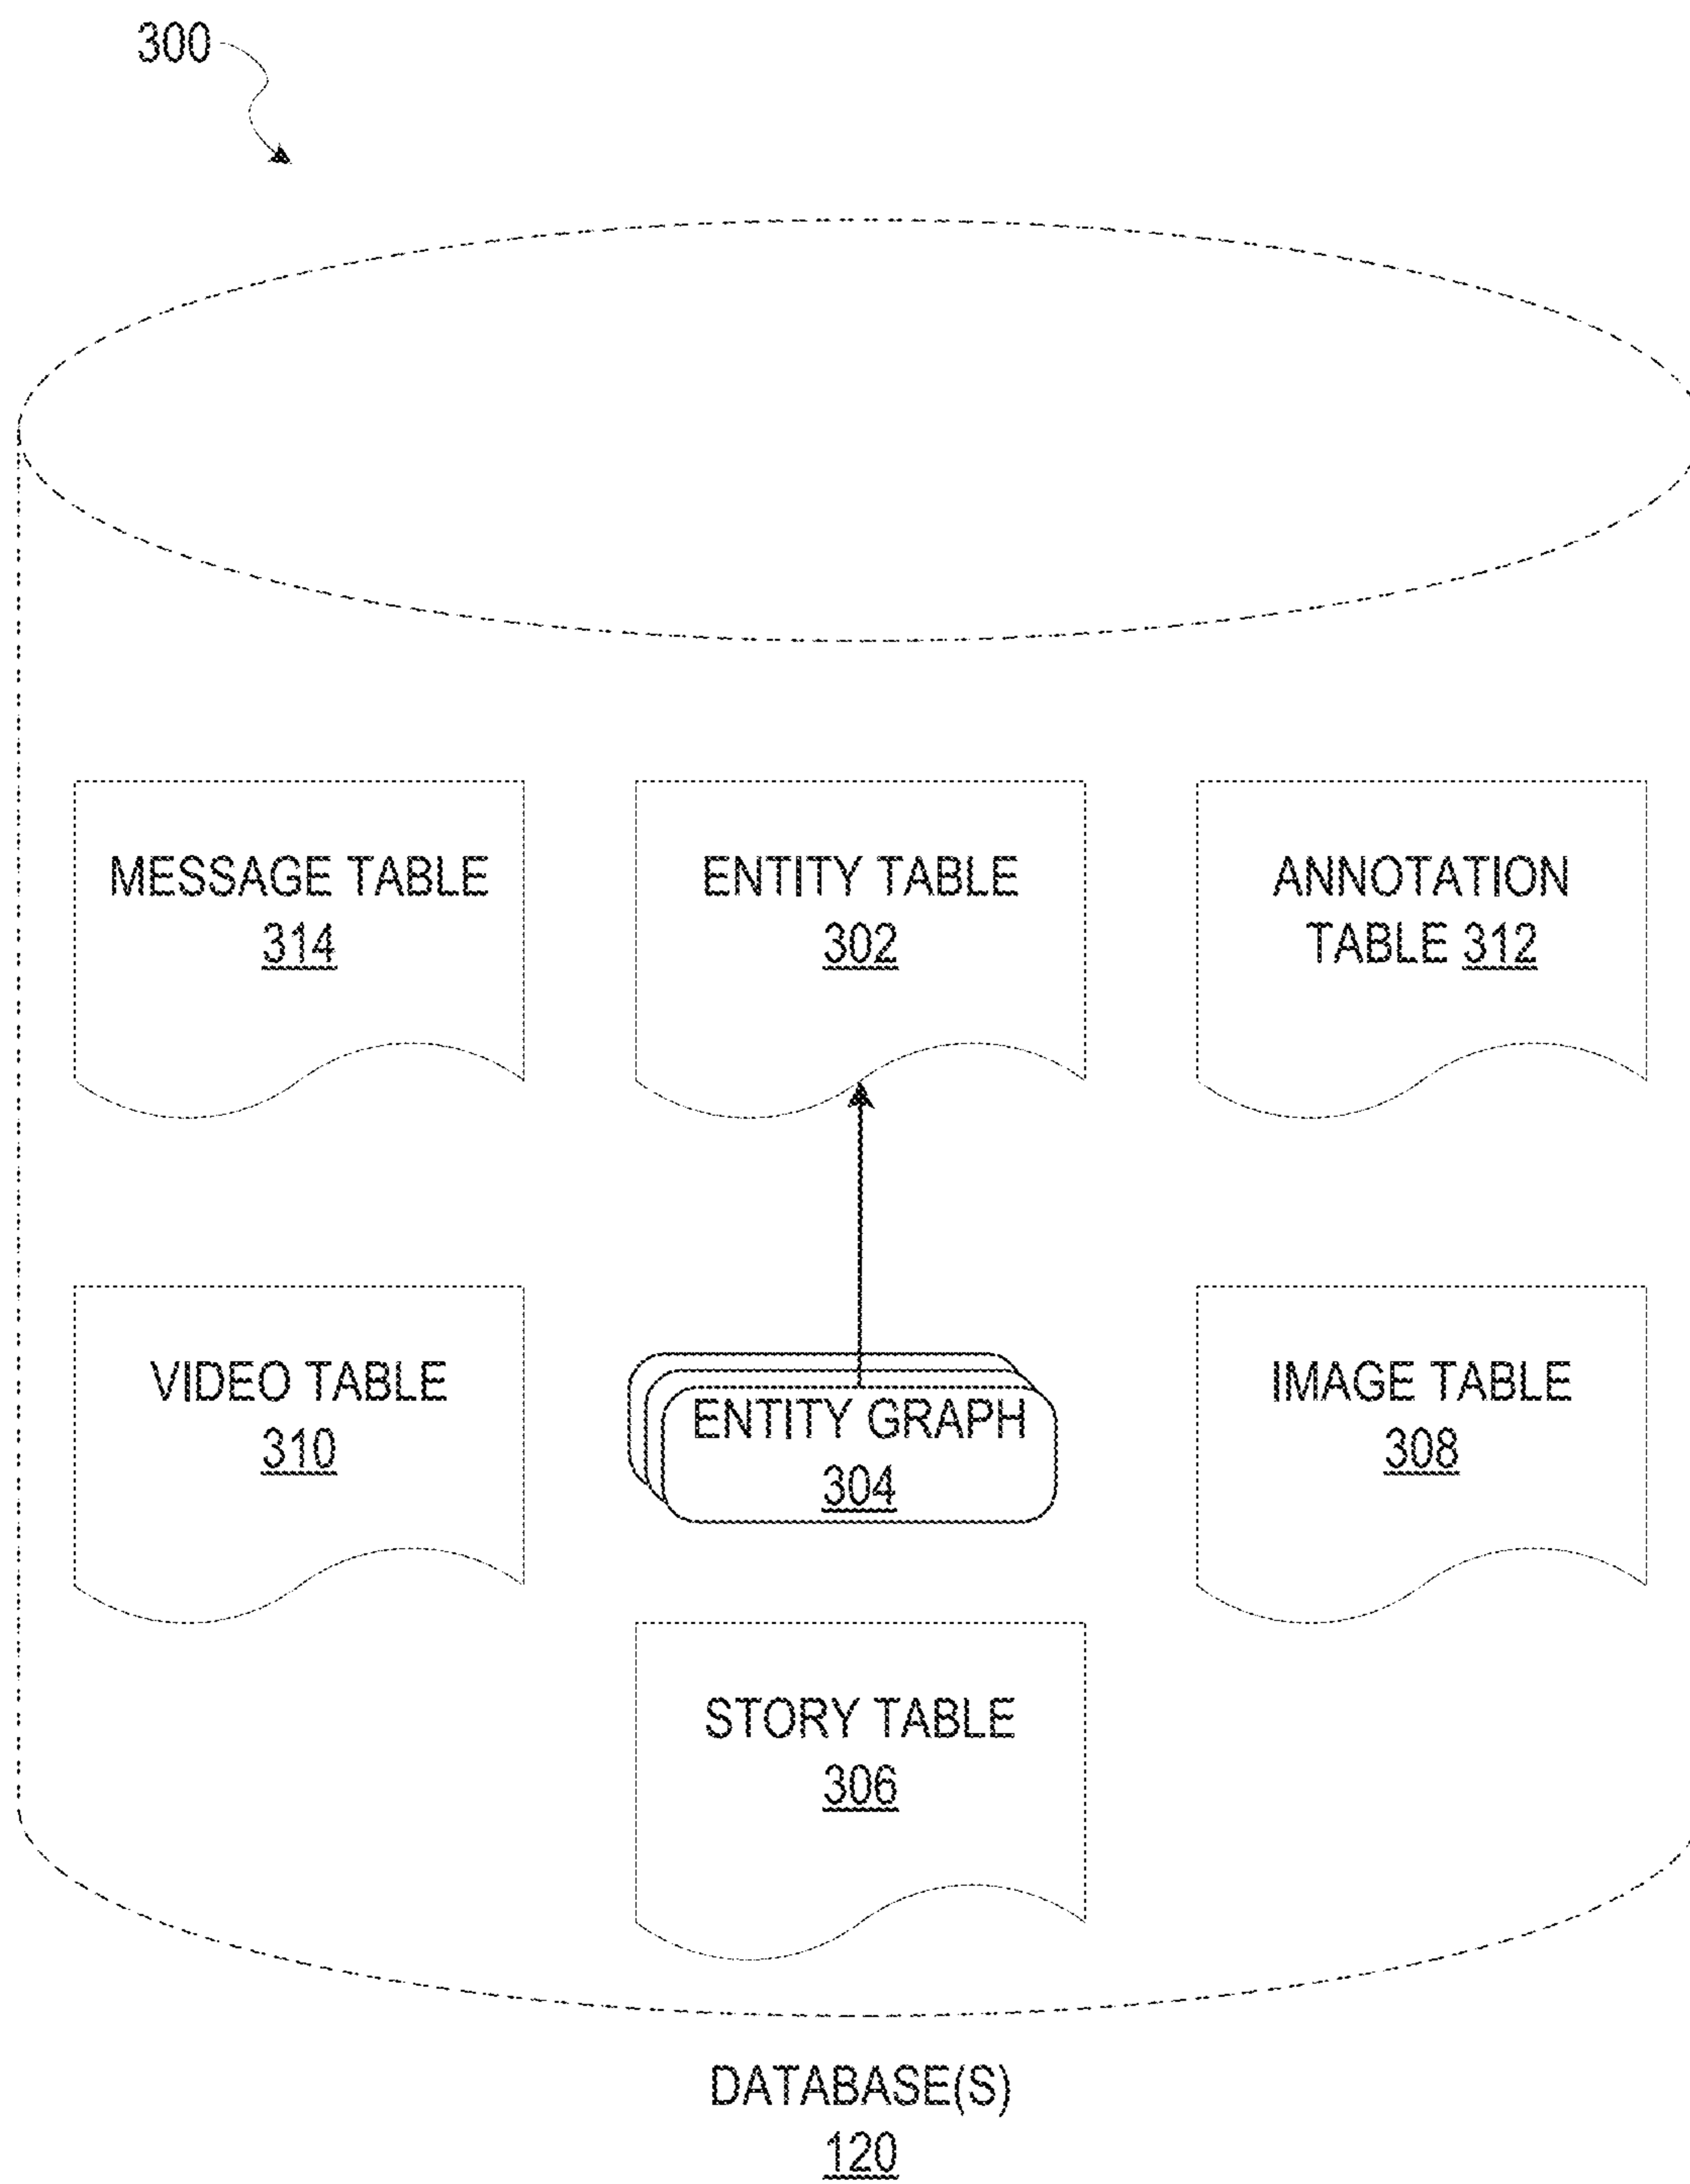 300
MESSAGE TABLE
314
ENTITY TABLE
302
ANNOTATION
TABLE 312
VIDEO TABLE
310
ENTITY GRAPH
304
IMAGE TABLE
308
STORY TABLE
306
DATABASE(S)
120